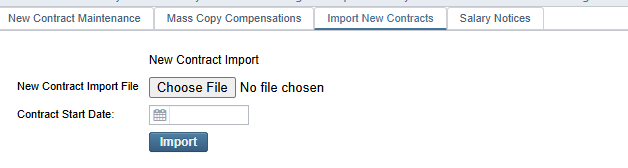 New Contract Maintenance
Mass Copy Compensations
Import New Contracts
Salary Notices
New Contract Import
New Contract Import File Choose File No file chosen
Contract Start Date:
Import